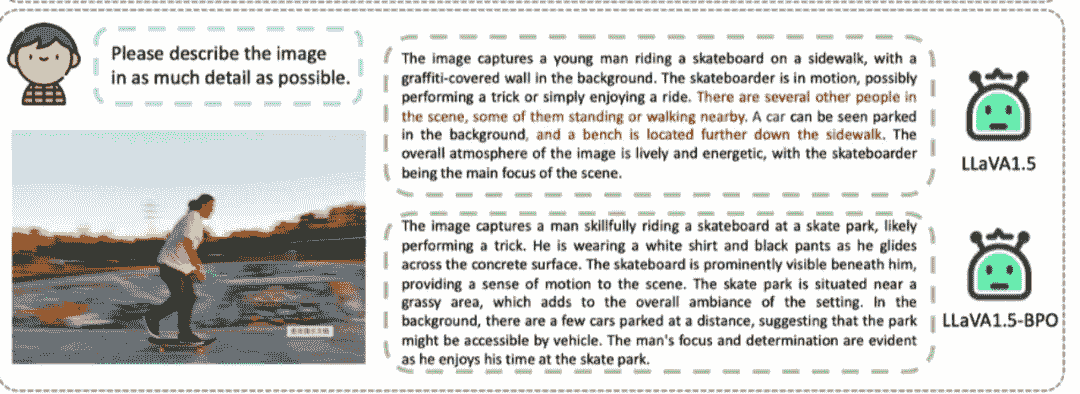 Please describe the image
in as much detail as possible.
The image captures a young man riding a skateboard on a sidewalk, with a
graffiti-covered wall in the background. The skateboarder is in motion, possibly
performing a trick or simply enjoying a ride. There are several other people in
the scene, some of them standing or walking nearby. A car can be seen parked
in the background, and a bench is located further down the sidewalk. The
overall atmosphere of the image is lively and energetic, with the skateboarder
being the main focus of the scene.
LLaVA1.5
The image captures a man skillfully riding a skateboard at a skate park, likely
performing a trick. He is wearing a white shirt and black pants as he glides
across the concrete surface. The skateboard is prominently visible beneath him,
providing a sense of motion to the scene. The skate park is situated near a
grassy area, which adds to the overall ambiance of the setting. In the
background, there are a few cars parked at a distance, suggesting that the park
might be accessible by vehicle. The man's focus and determination are evident
as he enjoys his time at the skate park.
LLaVA1.5-BPO